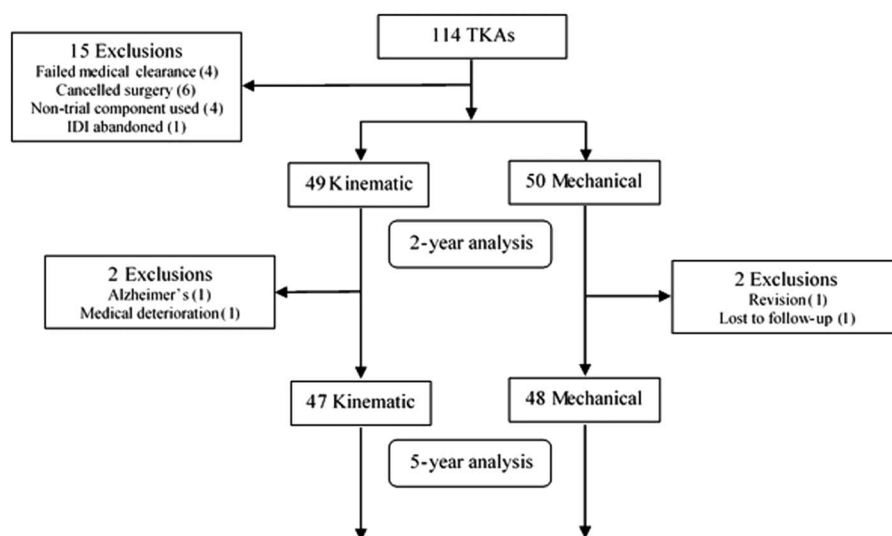 114 TKAs
15 Exclusions
Failed medical clearance (4)
Cancelled surgery (6)
Non-trial component used (4)
IDI abandoned (1)
49 Kinematic
50 Mechanical
2-year analysis
2 Exclusions
Alzheimer`s (1)
Medical deterioration (1)
2 Exclusions
Revision (1)
Lost to follow-up (1)
47 Kinematic
48 Mechanical
5-year analysis